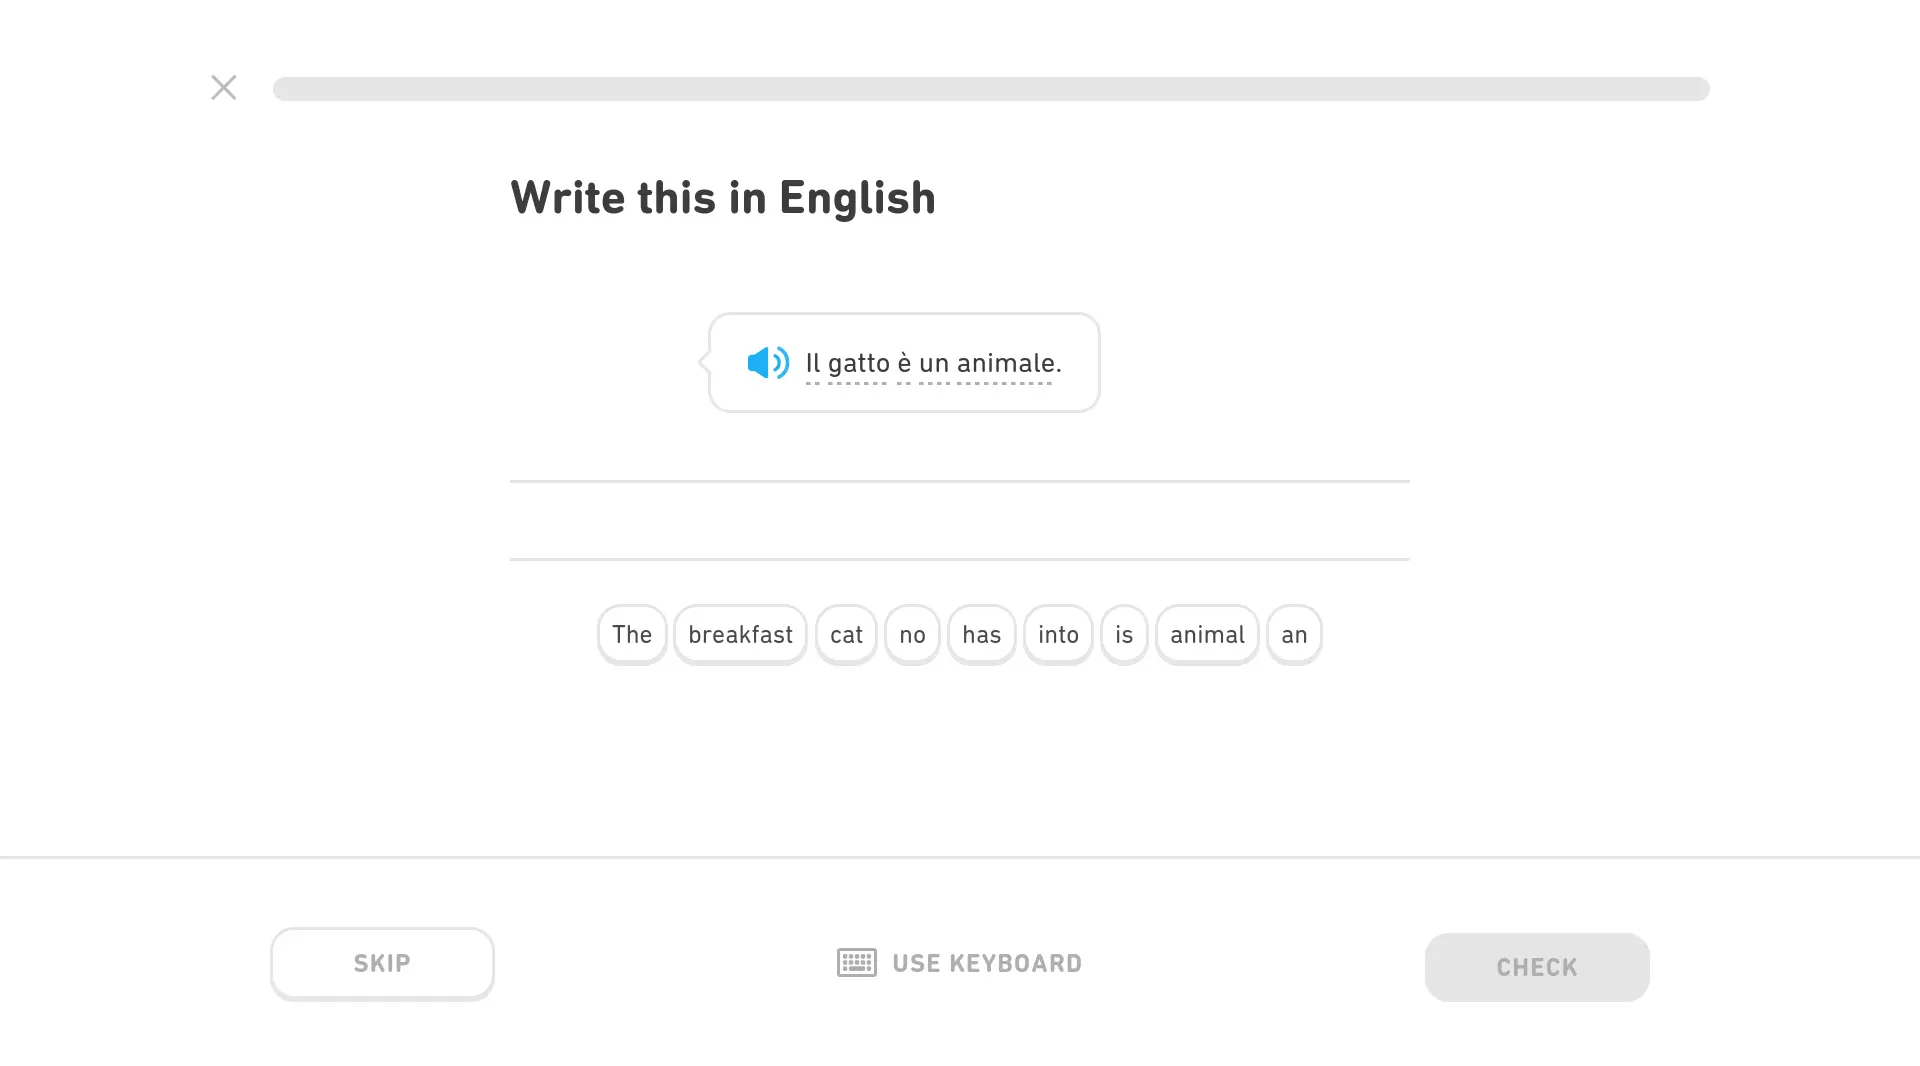 Write this in English
Il gatto è un animale.
The breakfast cat no has into is animal an
SKIP USE KEYBOARD CHECK